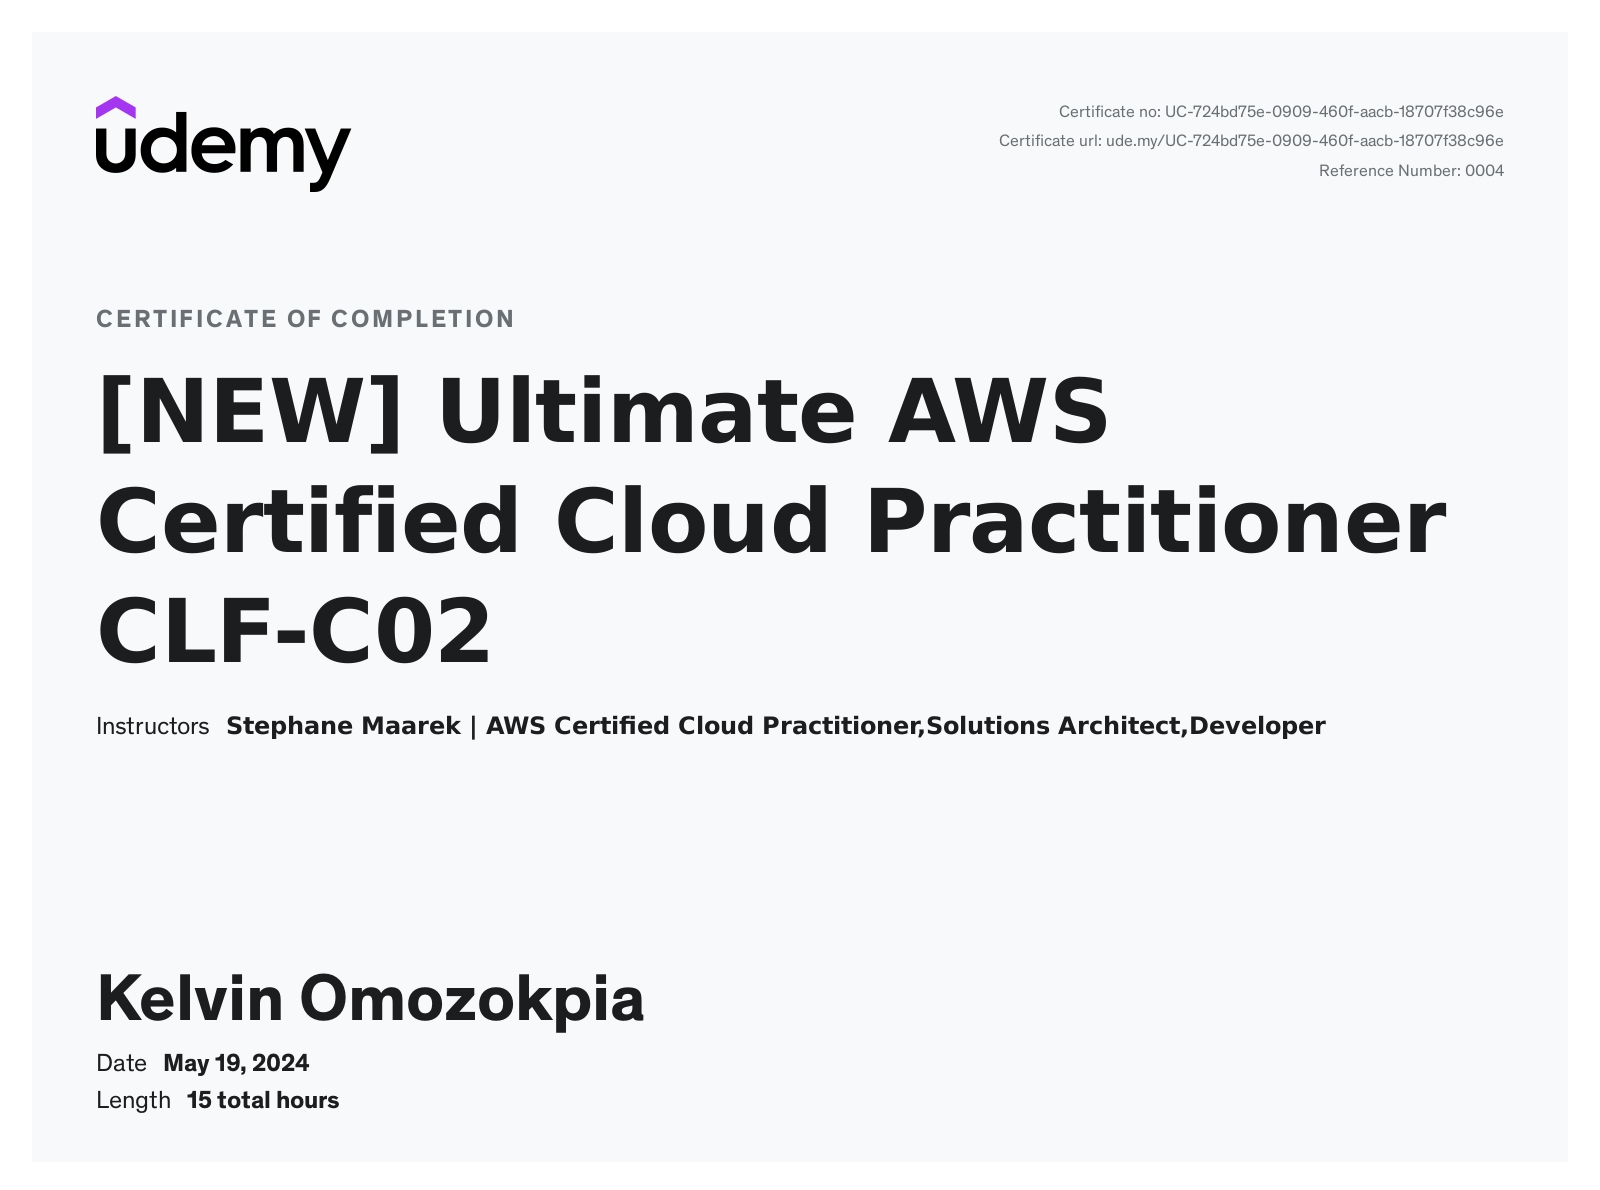 udemy
Certificate no: UC-724bd75e-0909-460f-aacb-18707f38c96e
Certificate url: ude.my/UC-724bd75e-0909-460f-aacb-18707f38c96e
Reference Number: 0004
CERTIFICATE OF COMPLETION
[NEW] Ultimate AWS
Certified Cloud Practitioner
CLF-C02
Instructors Stephane Maarek | AWS Certified Cloud Practitioner,Solutions Architect,Developer
Kelvin Omozokpia
Date May 19, 2024
Length 15 total hours